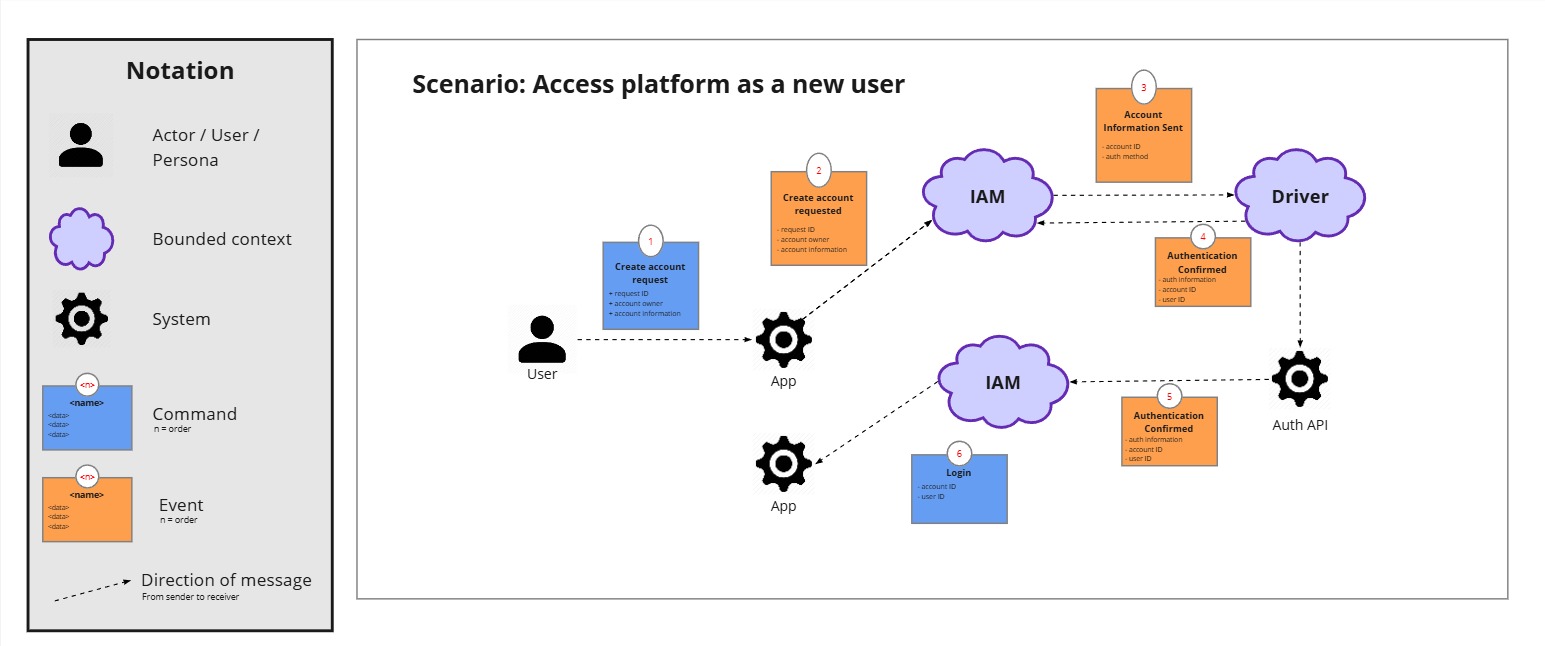 Notation
Actor / User /
Persona
Bounded context
System
<n>
<name>
<data>
<data>
<data>
Command
n = order
<n>
<name>
<data>
<data>
<data>
Event
n = order
Direction of message
From sender to receiver
Scenario: Access platform as a new user
User
1
Create account
request
+ request ID
+ account owner
+ account information
App
2
Create account
requested
- request ID
- account owner
- account information
IAM
3
Account
Information Sent
- account ID
- auth method
Driver
4
Authentication
Confirmed
- auth information
- account ID
- user ID
Auth API
5
Authentication
Confirmed
- auth information
- account ID
- user ID
IAM
6
Login
- account ID
- user ID
App